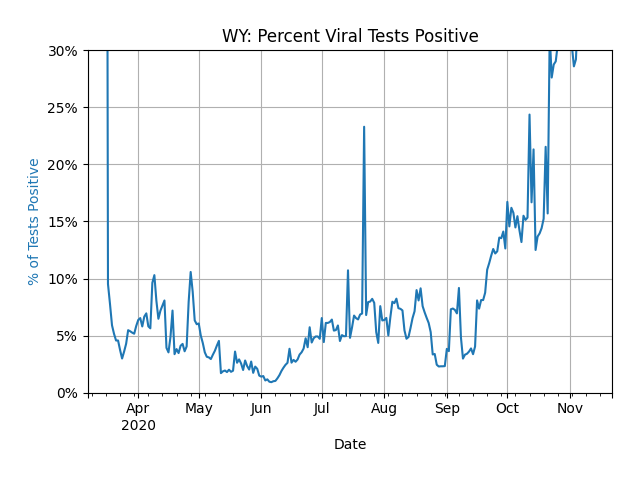 WY: Percent Viral Tests Positive
30%
25%
20%
15%
10%
5%
0%
% of Tests Positive
Apr May Jun Jul Aug Sep Oct Nov
2020
Date